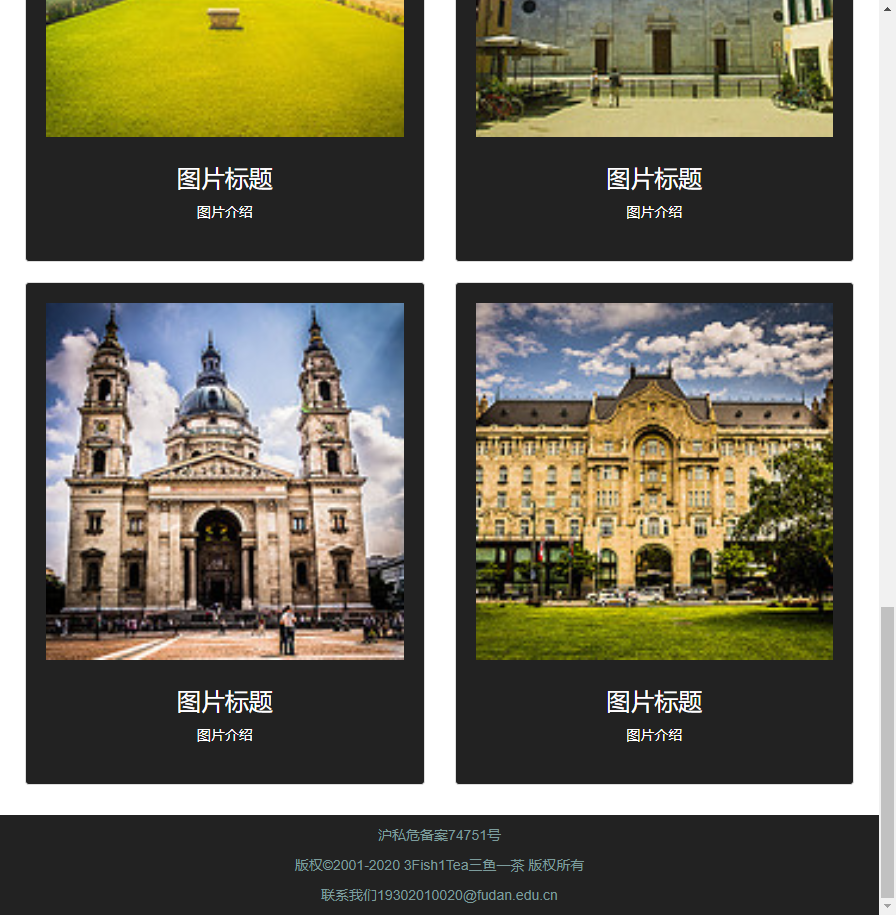 图片标题
图片介绍
图片标题
图片介绍
图片标题
图片介绍
图片标题
图片介绍
沪私危备案74751号
版权©2001-2020 3Fish1Tea三鱼一茶 版权所有
联系我们19302010020@fudan.edu.cn